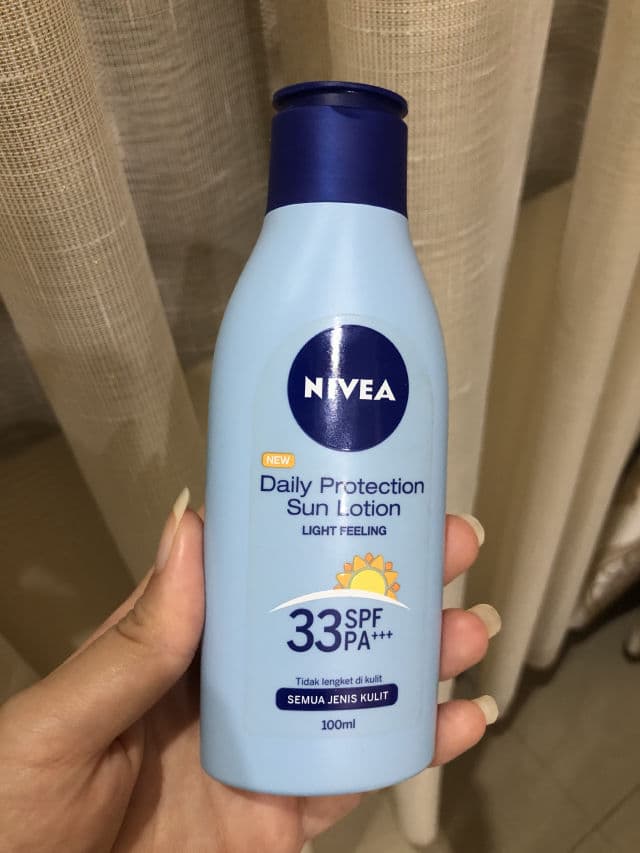 NIVEA
NEW
Daily Protection
Sun Lotion
LIGHT FEELING
33 SPF
PA+++
Tidak lengket di kulit
SEMUA JENIS KULIT
100ml